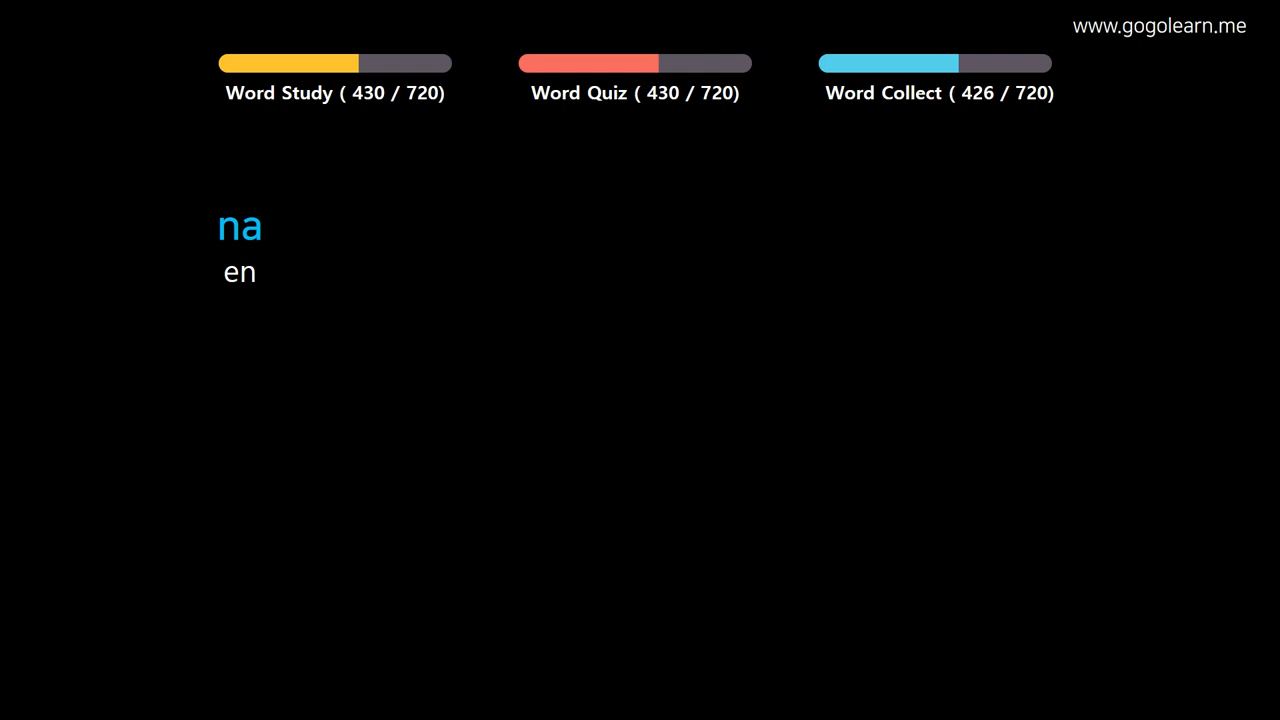 www.gogolearn.me
Word Study ( 430 / 720)
Word Quiz ( 430 / 720)
Word Collect ( 426 / 720)
na
en